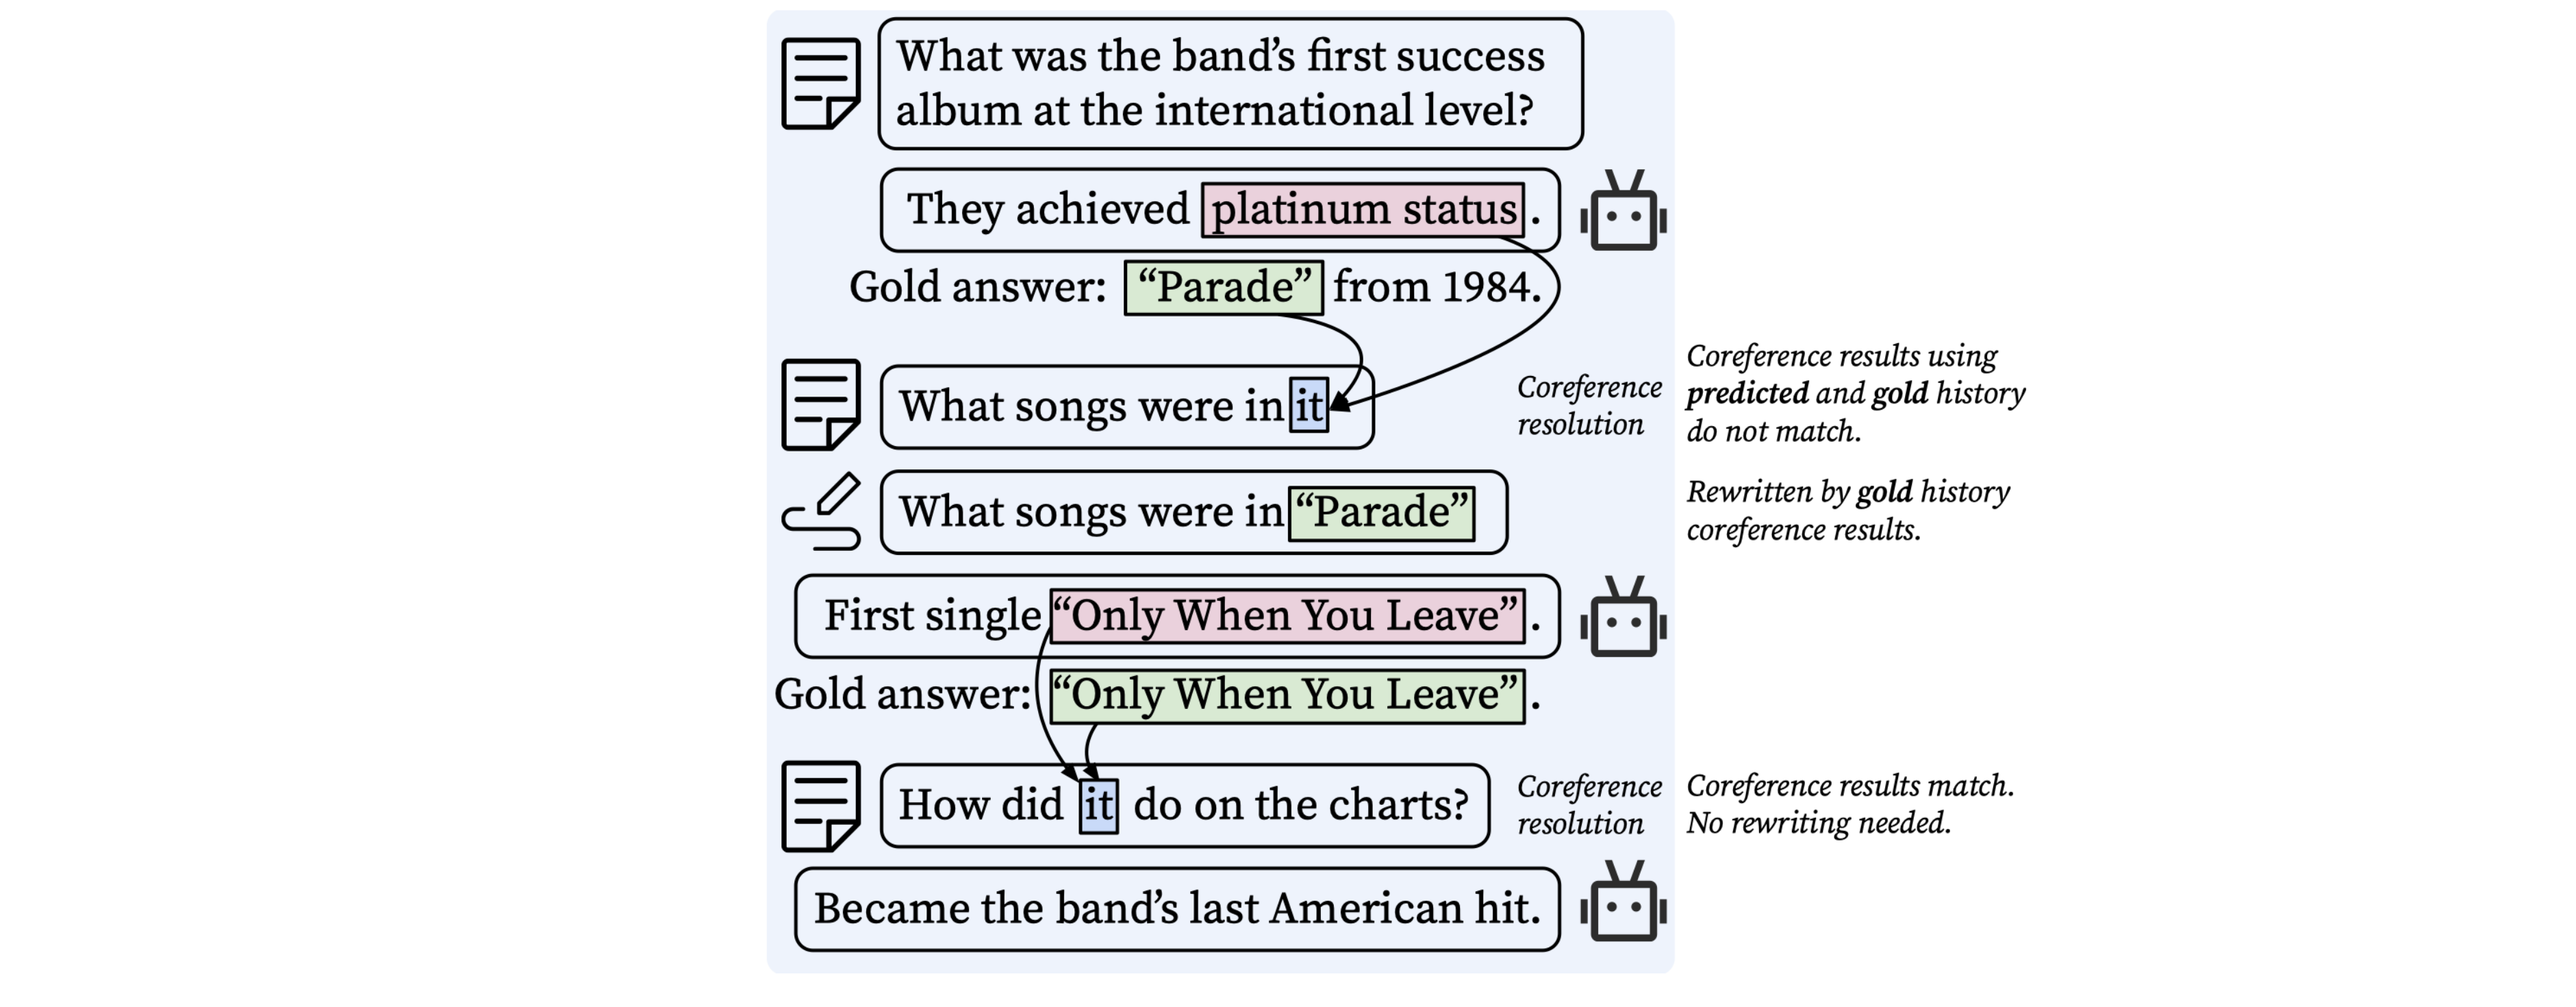 What was the band’s first success
album at the international level?
They achieved platinum status.
Gold answer: “Parade” from 1984.
What songs were in it
Coreference
resolution
Coreference results using
predicted and gold history
do not match.
What songs were in “Parade”
Rewritten by gold history
coreference results.
First single “Only When You Leave”.
Gold answer: “Only When You Leave”.
How did it do on the charts?
Coreference
resolution
Coreference results match.
No rewriting needed.
Became the band’s last American hit.